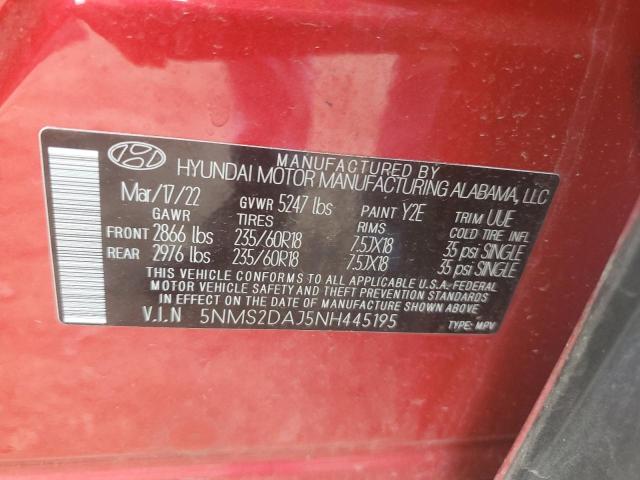 MANUFACTURED BY
HYUNDAI MOTOR MANUFACTURING ALABAMA, LLC
Mar/17/22 GVWR 5247 lbs PAINT Y2E TRIM UUE
GAWR TIRES RIMS COLD TIRE INFL
FRONT 2866 lbs 235/60R18 7.5JX18 35 psi SINGLE
REAR 2976 lbs 235/60R18 7.5JX18 35 psi SINGLE
THIS VEHICLE CONFORMS TO ALL APPLICABLE U.S.A. FEDERAL
MOTOR VEHICLE SAFETY AND THEFT PREVENTION STANDARDS
IN EFFECT ON THE DATE OF MANUFACTURE SHOWN ABOVE.
V.I.N 5NMS2DAJ5NH445195 TYPE: MPV